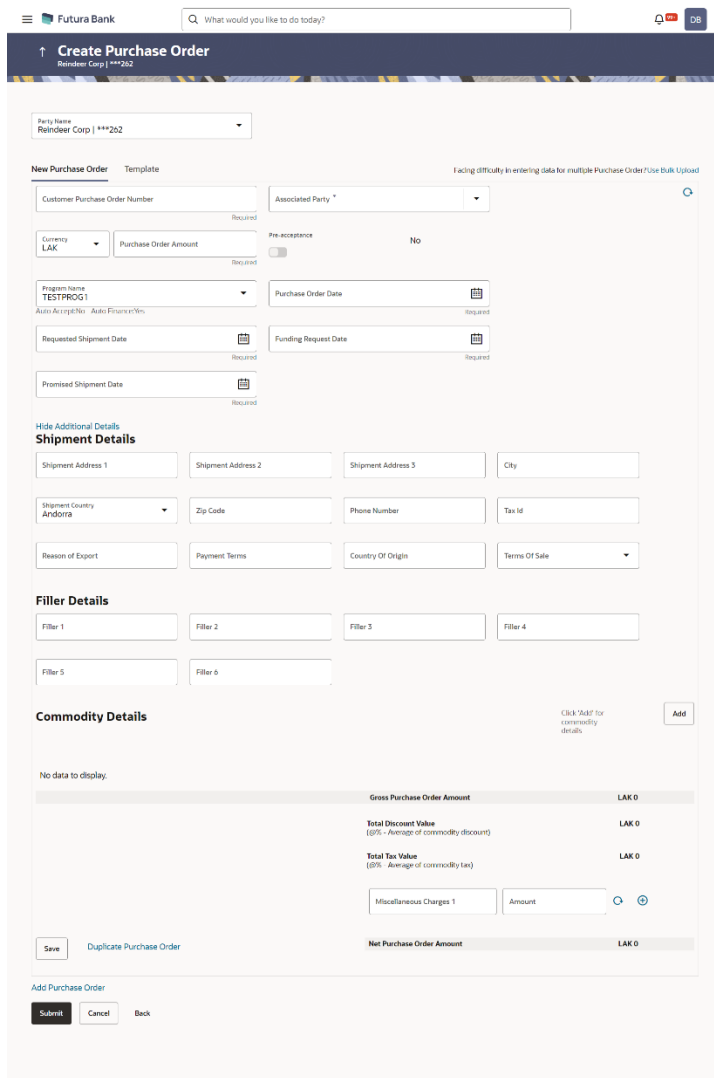 Futura Bank
What would you like to do today?
99+
DB
Create Purchase Order
Reindeer Corp | ***262
Party Name
Reindeer Corp | ***262
New Purchase Order
Template
Facing difficulty in entering data for multiple Purchase Order?Use Bulk Upload
Customer Purchase Order Number
Associated Party *
Required
Currency
LAK
Purchase Order Amount
Pre-acceptance
No
Required
Program Name
TESTPROG1
Purchase Order Date
Auto Accept:No Auto Finance:Yes
Required
Requested Shipment Date
Funding Request Date
Required
Required
Promised Shipment Date
Required
Hide Additional Details
Shipment Details
Shipment Address 1
Shipment Address 2
Shipment Address 3
City
Shipment Country
Andorra
Zip Code
Phone Number
Tax Id
Reason of Export
Payment Terms
Country Of Origin
Terms Of Sale
Filler Details
Filler 1
Filler 2
Filler 3
Filler 4
Filler 5
Filler 6
Commodity Details
Click 'Add' for
commodity
details
Add
No data to display.
Gross Purchase Order Amount
LAK 0
Total Discount Value
LAK 0
(@% - Average of commodity discount)
Total Tax Value
LAK 0
(@% - Average of commodity tax)
Miscellaneous Charges 1
Amount
Save
Duplicate Purchase Order
Net Purchase Order Amount
LAK 0
Add Purchase Order
Submit
Cancel
Back